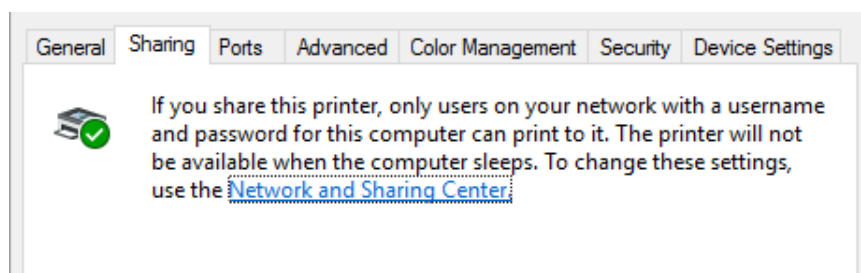 General Sharing Ports Advanced Color Management Security Device Settings
If you share this printer, only users on your network with a username
and password for this computer can print to it. The printer will not
be available when the computer sleeps. To change these settings,
use the Network and Sharing Center.